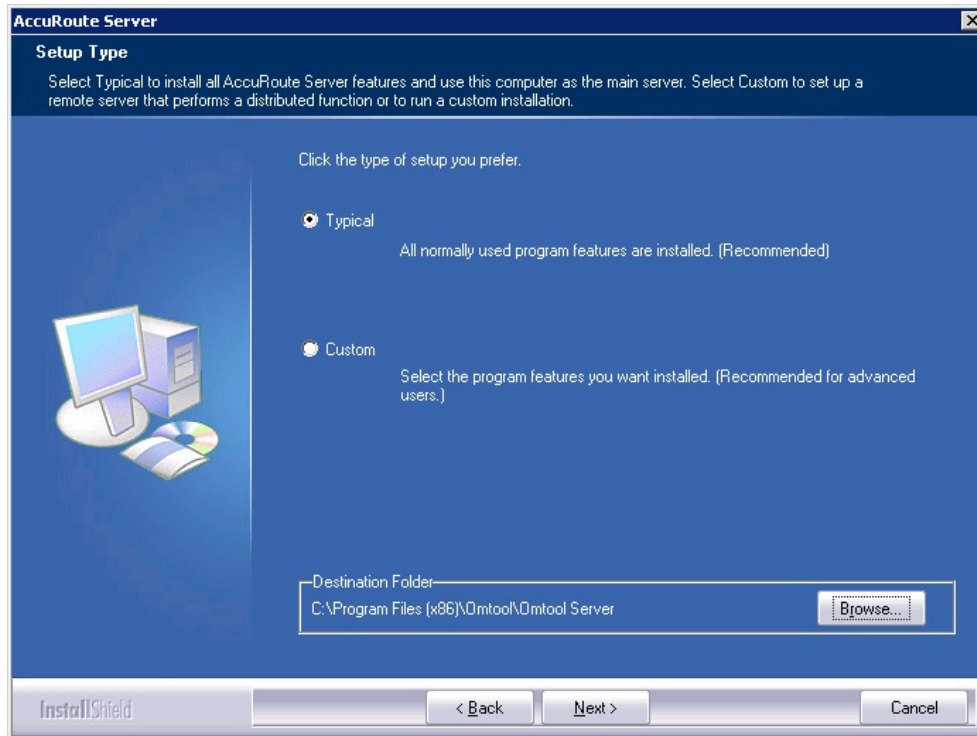 AccuRoute Server
Setup Type
Select Typical to install all AccuRoute Server features and use this computer as the main server. Select Custom to set up a
remote server that performs a distributed function or to run a custom installation.
Click the type of setup you prefer.
Typical
All normally used program features are installed. (Recommended)
Custom
Select the program features you want installed. (Recommended for advanced
users.)
Destination Folder
C:\Program Files (x86)\Omtool\Omtool Server
Browse...
InstallShield
< Back
Next >
Cancel